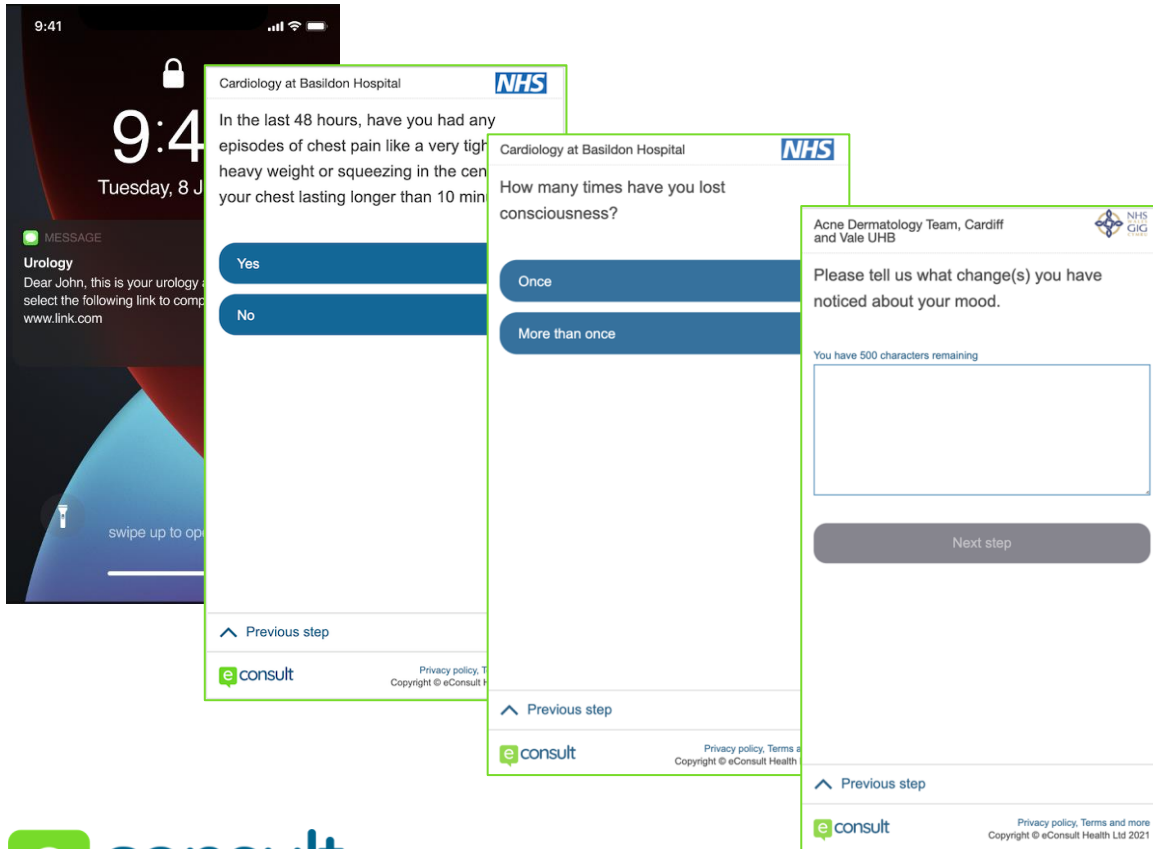 9:41
9:4
Tuesday, 8 J
MESSAGE
Urology
Dear John, this is your urology
select the following link to comp
www.link.com
swipe up to op
Cardiology at Basildon Hospital
NHS
In the last 48 hours, have you had any
episodes of chest pain like a very tigh
heavy weight or squeezing in the cen
your chest lasting longer than 10 min
Yes
No
Previous step
e consult
Privacy policy, T
Copyright © eConsult H
Cardiology at Basildon Hospital
NHS
How many times have you lost
consciousness?
Once
More than once
Previous step
e consult
Privacy policy, Terms a
Copyright © eConsult Health
Acne Dermatology Team, Cardiff
and Vale UHB
NHS
GIG
Please tell us what change(s) you have
noticed about your mood.
You have 500 characters remaining
Next step
Previous step
e consult
Privacy policy, Terms and more
Copyright © eConsult Health Ltd 2021
e consult